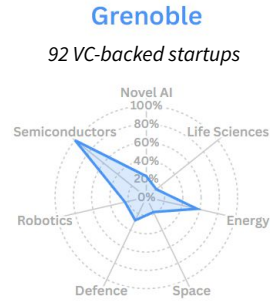 Grenoble
92 VC-backed startups
Novel AI
100%
80%
Semiconductors
Life Sciences
60%
40%
20%
0%
Robotics
Energy
Defence
Space